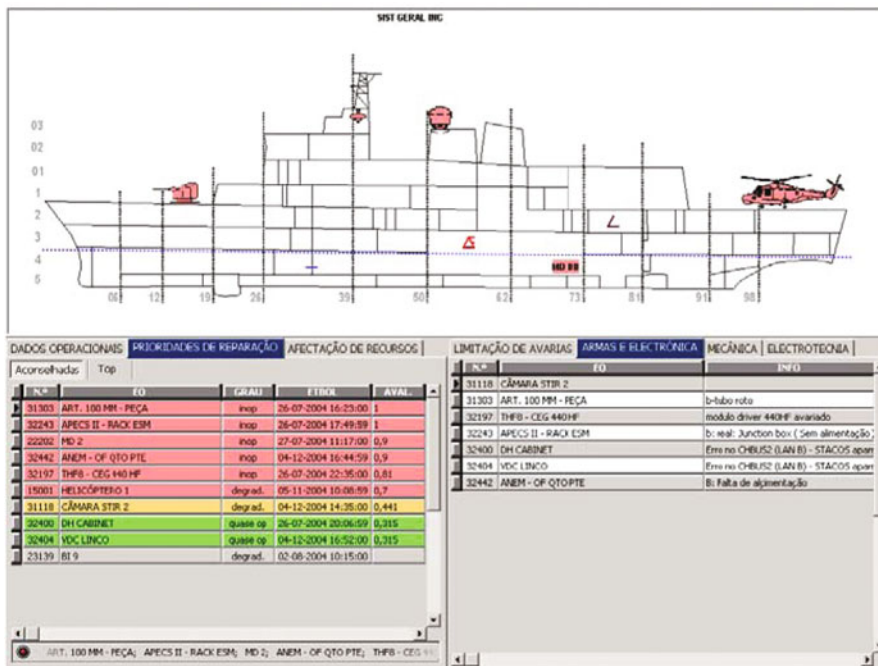 SIST GERAL ING
03
02
01
1
2
3
4
5
MD BB
05 12 19 26 39 50 62 73 81 91 98
DADOS OPERACIONAIS PRIORIDADES DE REPARAÇÃO AFECTAÇÃO DE RECURSOS
Aconselhadas Top
N.º EO GRAU ETBOL AVAL.
31303 ART. 100 MM - PEÇA inop 26-07-2004 16:23:00 1
32243 APECS II - RACK ESM inop 26-07-2004 17:49:59 1
22202 MD 2 inop 27-07-2004 11:17:00 0,9
32442 ANEM - OF QTO PTE inop 04-12-2004 16:44:59 0,9
32197 THF8 - CEG 440 HF inop 26-07-2004 22:35:00 0,81
15001 HELICÓPTERO 1 degrad. 05-11-2004 10:08:59 0,7
31118 CÂMARA STIR 2 degrad. 04-12-2004 14:35:00 0,441
32400 DH CABINET quase op 26-07-2004 20:06:59 0,315
32404 VDC LINCO quase op 04-12-2004 16:52:00 0,315
23139 BI 9 degrad. 02-08-2004 10:15:00
ART. 100 MM - PEÇA; APECS II - RACK ESM; MD 2; ANEM - OF QTO PTE; THF8 - CEG
LIMITAÇÃO DE AVARIAS ARMAS E ELECTRÓNICA MECÂNICA ELECTROTECNIA
N.º EO INFO
31118 CÂMARA STIR 2
31303 ART. 100 MM - PEÇA b-tubo roto
32197 THF8 - CEG 440HF modulo driver 440HF avariado
32243 APECS II - RACK ESM b: real: Junction box ( Sem alimentação )
32400 DH CABINET Erro no CHBUS2 (LAN B) - STACOS apar
32404 VDC LINCO Erro no CHBUS2 (LAN B) - STACOS apar
32442 ANEM - OF QTO PTE B: Falta de alçimentação